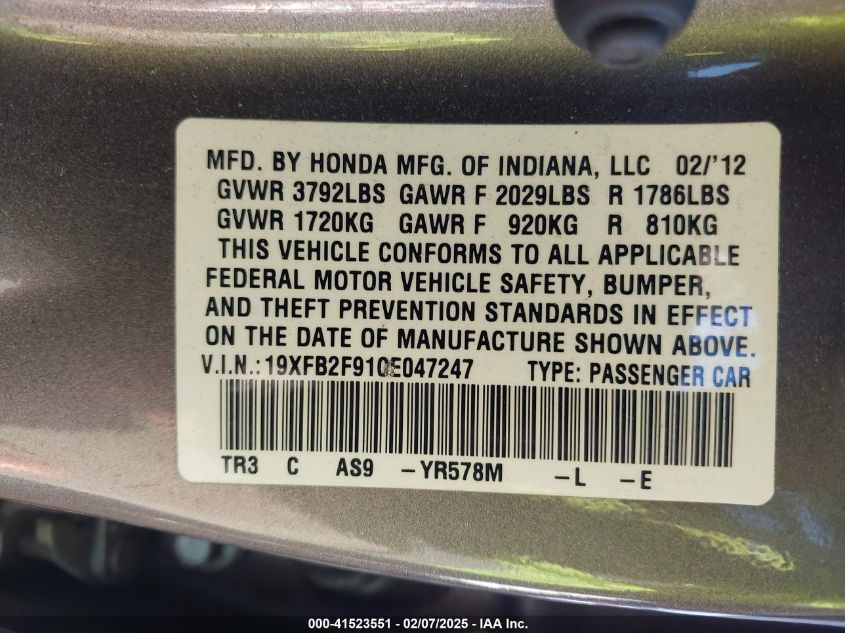 MFD. BY HONDA MFG. OF INDIANA, LLC 02/'12
GVWR 3792LBS GAWR F 2029LBS R 1786LBS
GVWR 1720KG GAWR F 920KG R 810KG
THIS VEHICLE CONFORMS TO ALL APPLICABLE
FEDERAL MOTOR VEHICLE SAFETY, BUMPER,
AND THEFT PREVENTION STANDARDS IN EFFECT
ON THE DATE OF MANUFACTURE SHOWN ABOVE.
V.I.N.:19XFB2F91CE047247 TYPE: PASSENGER CAR
TR3 C AS9 -YR578M -L -E
000-41523551 — 02/07/2025 — IAA Inc.